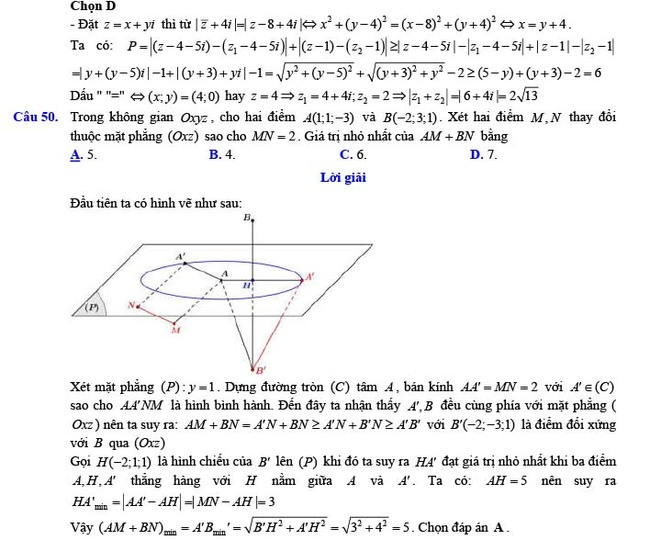 Chọn D
- Đặt z = x + yi thì từ |z̅ + 4i| = |z − 8 + 4i| ⇔ x² + (y − 4)² = (x − 8)² + (y + 4)² ⇔ x = y + 4.
Ta có: P = |(z − 4 − 5i) − (z₁ − 4 − 5i)| + |(z − 1) − (z₂ − 1)| ≥ |z − 4 − 5i| − |z₁ − 4 − 5i| + |z − 1| − |z₂ − 1|
= |y + (y − 5)i| − 1 + |(y + 3) + yi| − 1 = √(y² + (y − 5)²) + √((y + 3)² + y²) − 2 ≥ (5 − y) + (y + 3) − 2 = 6
Dấu " "=" ⇔ (x; y) = (4; 0) hay z = 4 ⇒ z₁ = 4 + 4i; z₂ = 2 ⇒ |z₁ + z₂| = |6 + 4i| = 2√13
Câu 50. Trong không gian Oxyz, cho hai điểm A(1;1;−3) và B(−2;3;1). Xét hai điểm M, N thay đổi
thuộc mặt phẳng (Oxz) sao cho MN = 2. Giá trị nhỏ nhất của AM + BN bằng
A. 5. B. 4. C. 6. D. 7.
Lời giải
Đầu tiên ta có hình vẽ như sau:
B
A'
A
H
A'
(P)
N
M
B'
Xét mặt phẳng (P): y = 1. Dựng đường tròn (C) tâm A, bán kính AA' = MN = 2 với A' ∈ (C)
sao cho AA'NM là hình bình hành. Đến đây ta nhận thấy A', B đều cùng phía với mặt phẳng (
Oxz) nên ta suy ra: AM + BN = A'N + BN ≥ A'N + B'N ≥ A'B' với B'(−2;−3;1) là điểm đối xứng
với B qua (Oxz)
Gọi H(−2;1;1) là hình chiếu của B' lên (P) khi đó ta suy ra HA' đạt giá trị nhỏ nhất khi ba điểm
A, H, A' thẳng hàng với H nằm giữa A và A'. Ta có: AH = 5 nên suy ra
HA'min = |AA' − AH| = |MN − AH| = 3
Vậy (AM + BN)min = A'Bmin' = √(B'H² + A'H²) = √(3² + 4²) = 5. Chọn đáp án A.